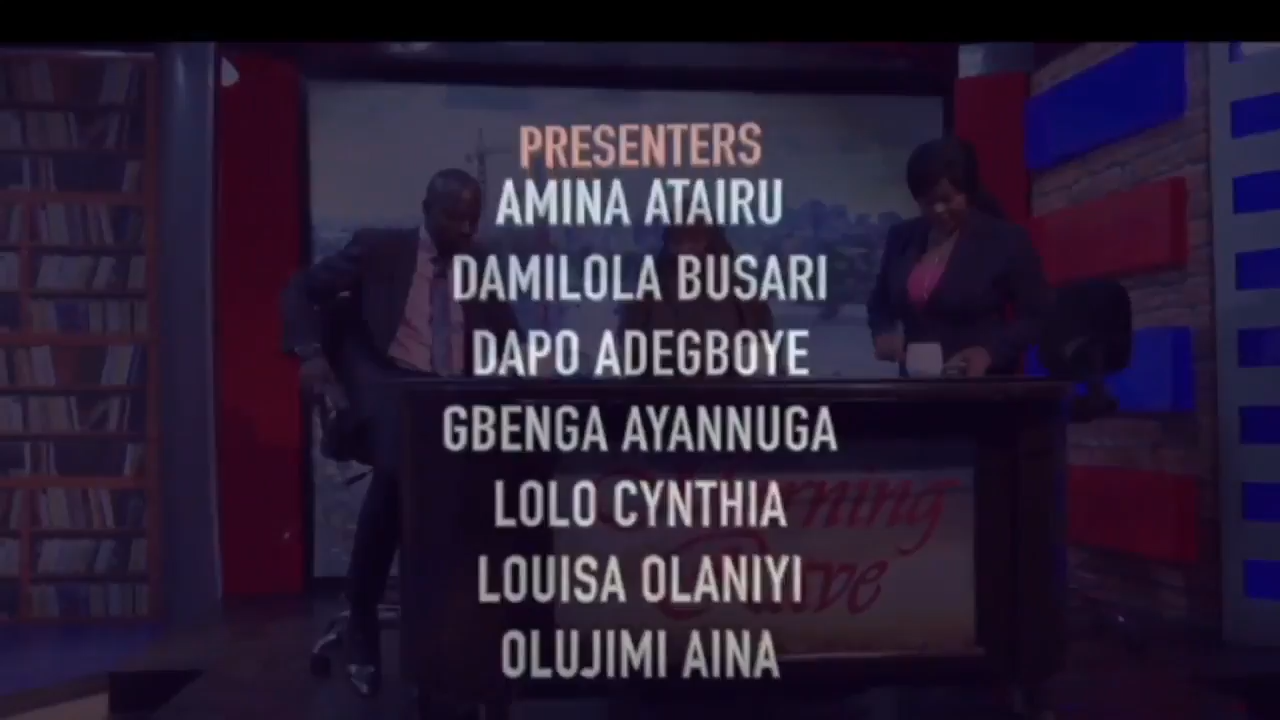 PRESENTERS
AMINA ATAIRU
DAMILOLA BUSARI
DAPO ADEGBOYE
GBENGA AYANNUGA
LOLO CYNTHIA
LOUISA OLANIYI
OLUJIMI AINA